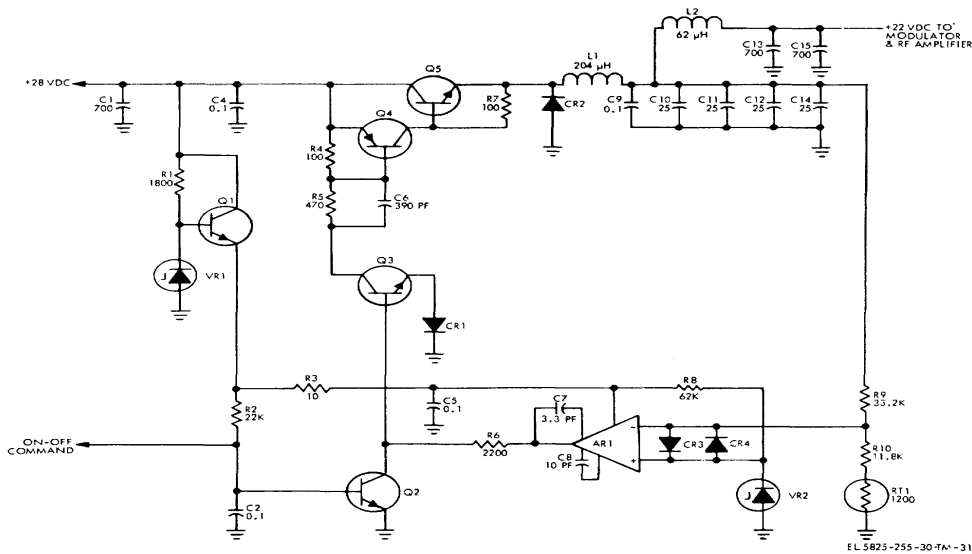 L2
62 µH
+22 VDC TO
MODULATOR
& RF AMPLIFIER
C13
700
C15
700
L1
204 µH
+28 VDC
C1
700
C4
0.1
Q5
R7
100
CR2
C9
0.1
C10
25
C11
25
C12
25
C14
25
Q4
R4
100
R1
1800
R5
470
C6
390 PF
Q1
VR1
Q3
CR1
R3
10
R8
62K
R2
22K
C5
0.1
C7
3.3 PF
R9
33.2K
ON-OFF
COMMAND
R6
2200
AR1
-
+
CR3
CR4
C8
10 PF
R10
11.8K
RT1
1200
Q2
VR2
C2
0.1
EL 5825-255-30-TM-31